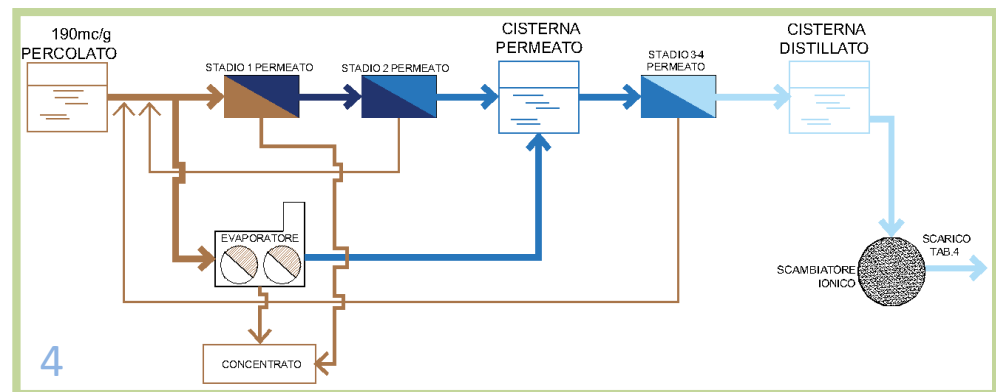 190mc/g
PERCOLATO
STADIO 1 PERMEATO
STADIO 2 PERMEATO
CISTERNA
PERMEATO
STADIO 3-4
PERMEATO
CISTERNA
DISTILLATO
EVAPORATORE
SCAMBIATORE
IONICO
SCARICO
TAB.4
CONCENTRATO
4